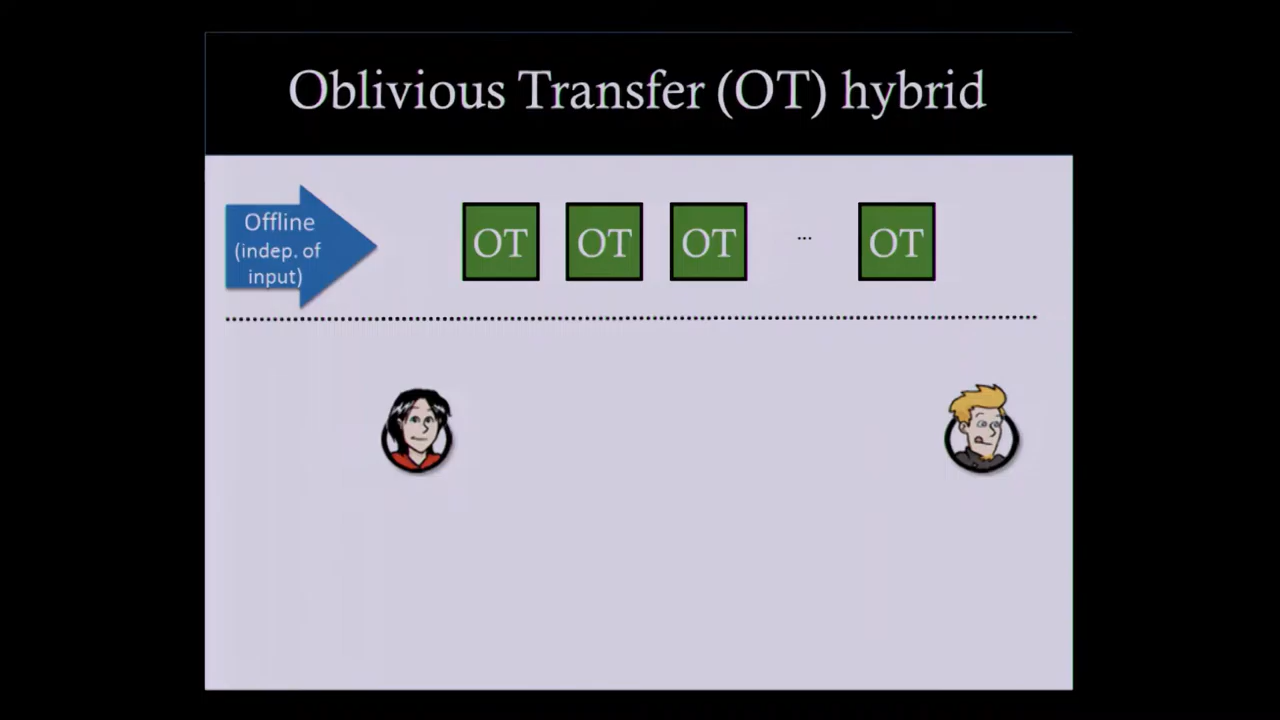 Oblivious Transfer (OT) hybrid
Offline
(indep. of
input)
OT OT OT ... OT